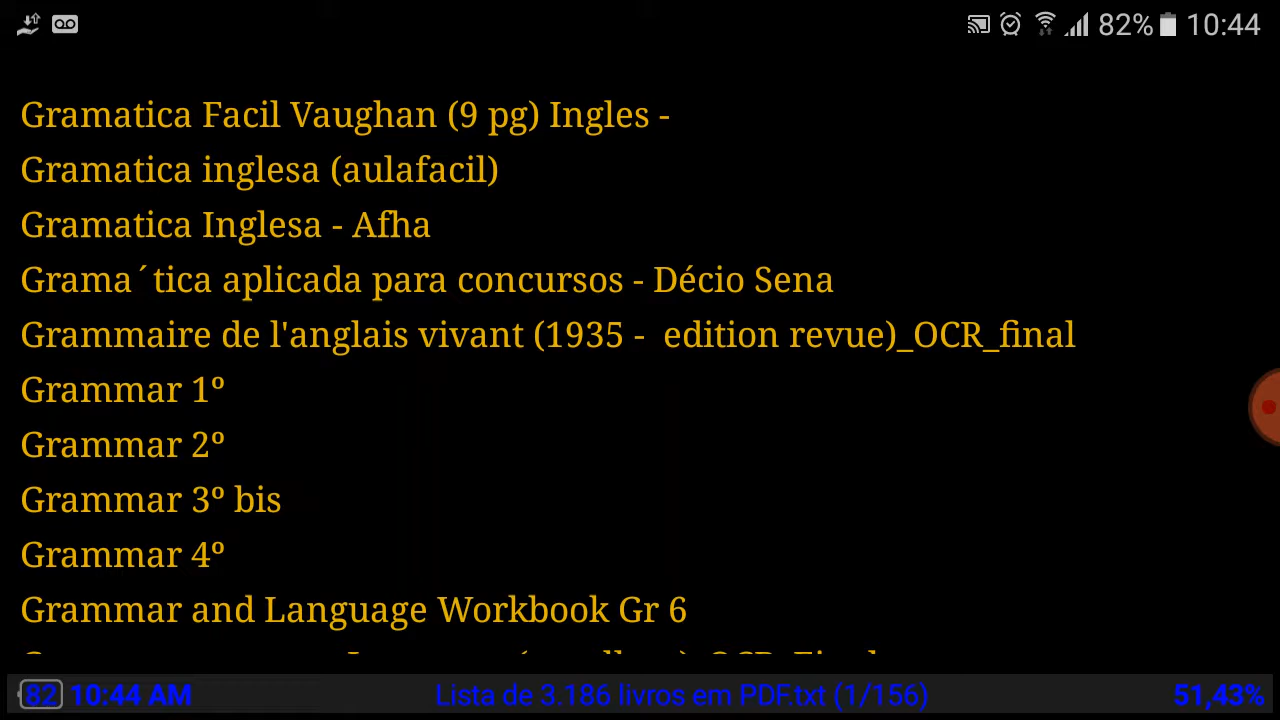 82% 10:44
Gramatica Facil Vaughan (9 pg) Ingles -
Gramatica inglesa (aulafacil)
Gramatica Inglesa - Afha
Grama´tica aplicada para concursos - Décio Sena
Grammaire de l'anglais vivant (1935 -  edition revue)_OCR_final
Grammar 1º
Grammar 2º
Grammar 3º bis
Grammar 4º
Grammar and Language Workbook Gr 6
82 10:44 AM Lista de 3.186 livros em PDF.txt (1/156) 51,43%